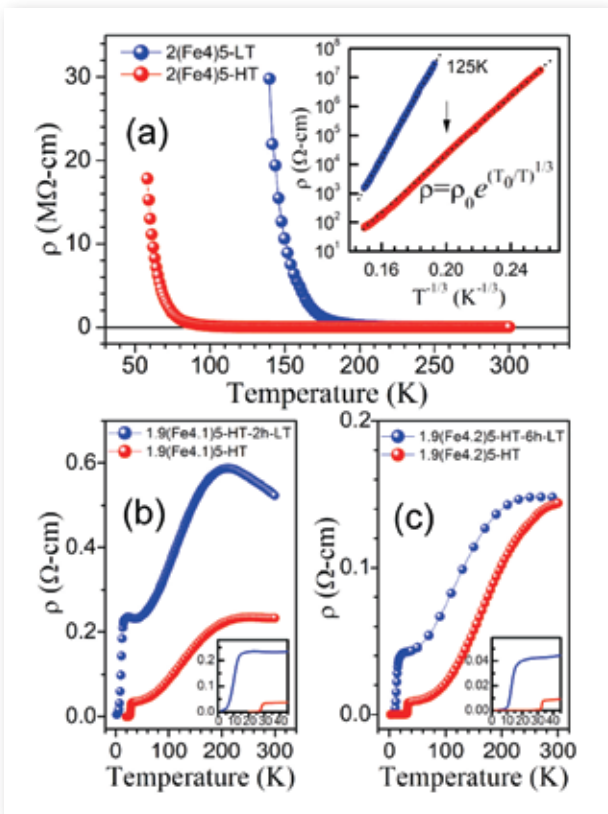 2(Fe4)5-LT
2(Fe4)5-HT
(a)
ρ (MΩ-cm)
30
20
10
0
50 100 150 200 250 300
Temperature (K)
ρ (Ω-cm)
10⁸
10⁷
10⁶
10⁵
10⁴
10³
10²
10¹
125K
ρ=ρ₀e^(T₀/T)^1/3
0.16 0.20 0.24
T⁻¹/³ (K⁻¹/³)
1.9(Fe4.1)5-HT-2h-LT
1.9(Fe4.1)5-HT
(b)
ρ (Ω-cm)
0.6
0.4
0.2
0.0
0 100 200 300
Temperature (K)
0.2
0.1
0.0
0 10 20 30 40
1.9(Fe4.2)5-HT-6h-LT
1.9(Fe4.2)5-HT
(c)
ρ (Ω-cm)
0.2
0.1
0.0
0 100 200 300
Temperature (K)
0.04
0.02
0.00
0 10 20 30 40